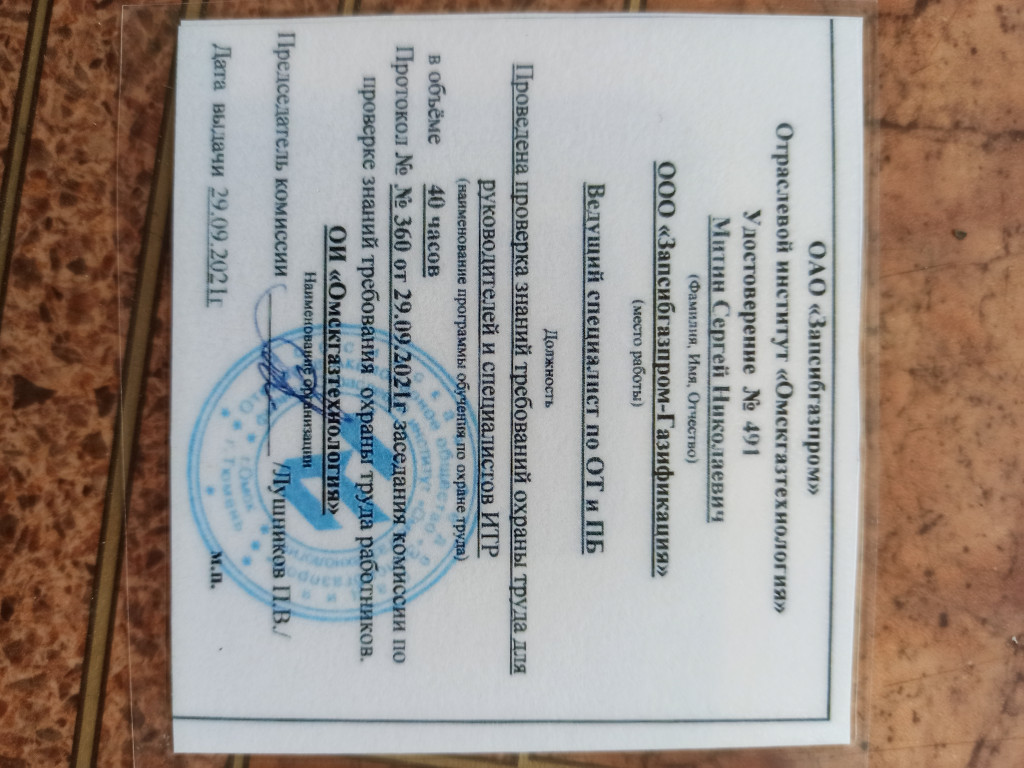 ОАО «Запсибгазпром»
Отраслевой институт «Омскгазтехнология»
Удостоверение № 491
Митин Сергей Николаевич
(Фамилия, Имя, Отчество)
ООО «Запсибгазпром-Газификация»
(место работы)
Ведущий специалист по ОТ и ПБ
Должность
Проведена проверка знаний требований охраны труда для
руководителей и специалистов ИТР
(наименование программы обучения по охране труда)
в объёме 40 часов
Протокол № № 360 от 29.09.2021г заседания комиссии по
проверке знаний требования охраны труда работников.
ОИ «Омскгазтехнология»
Наименование организации
Председатель комиссии /Лушников П.В./
м.п.
Дата выдачи 29.09.2021г
г.Омск
г.Тюмень